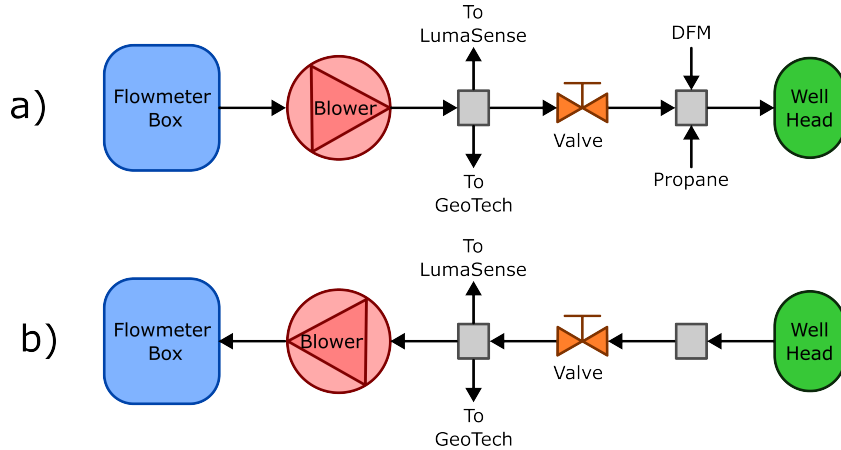 a)
Flowmeter
Box
Blower
To
LumaSense
To
GeoTech
Valve
DFM
Propane
Well
Head
b)
Flowmeter
Box
Blower
To
LumaSense
To
GeoTech
Valve
Well
Head